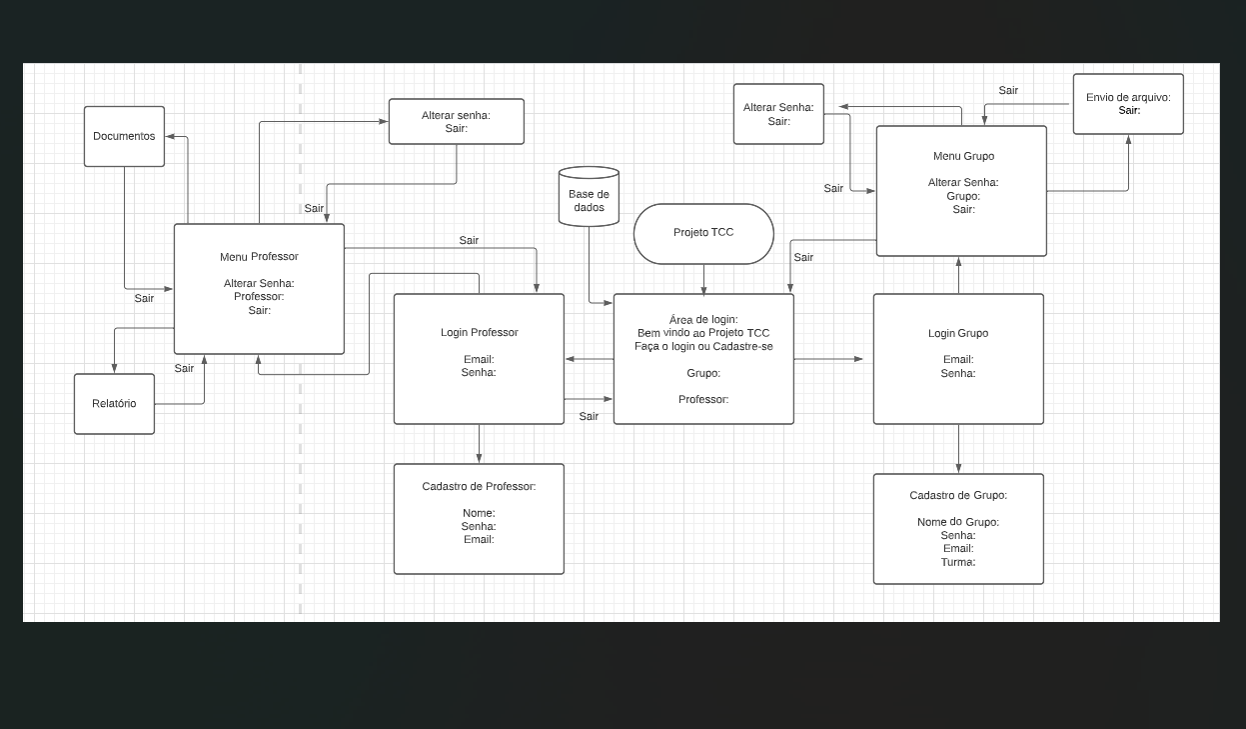 Documentos
Alterar senha:
Sair:
Alterar Senha:
Sair:
Sair
Envio de arquivo:
Sair:
Menu Grupo
Alterar Senha:
Grupo:
Sair:
Sair
Base de
dados
Projeto TCC
Sair
Menu Professor
Alterar Senha:
Professor:
Sair:
Sair
Sair
Sair
Login Professor
Email:
Senha:
Área de login:
Bem vindo ao Projeto TCC
Faça o login ou Cadastre-se
Grupo:
Professor:
Login Grupo
Email:
Senha:
Sair
Relatório
Sair
Cadastro de Professor:
Nome:
Senha:
Email:
Cadastro de Grupo:
Nome do Grupo:
Senha:
Email:
Turma: